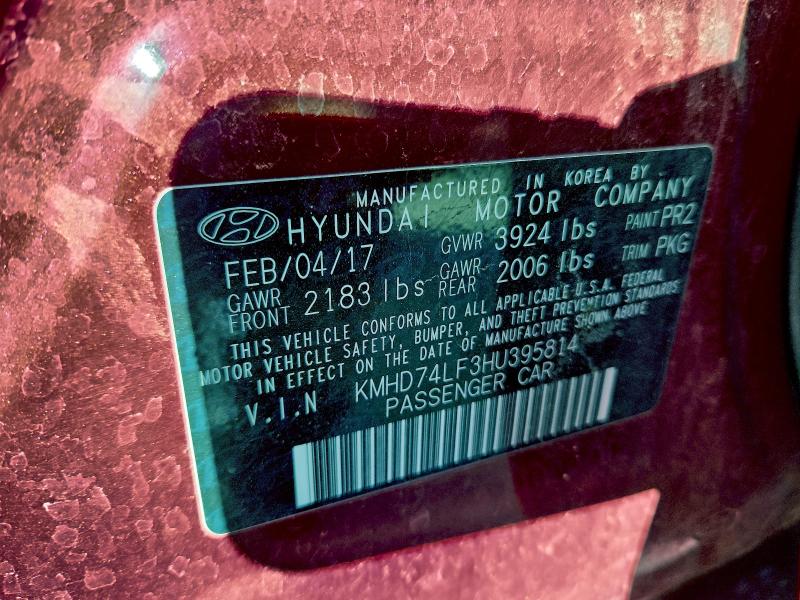 MANUFACTURED IN KOREA BY
HYUNDAI MOTOR COMPANY
FEB/04/17 GVWR 3924 lbs PAINT PR2
GAWR FRONT 2183 lbs GAWR REAR 2006 lbs TRIM PKG
THIS VEHICLE CONFORMS TO ALL APPLICABLE U.S.A. FEDERAL
MOTOR VEHICLE SAFETY, BUMPER, AND THEFT PREVENTION STANDARDS
IN EFFECT ON THE DATE OF MANUFACTURE SHOWN ABOVE
V.I.N KMHD74LF3HU395814
PASSENGER CAR